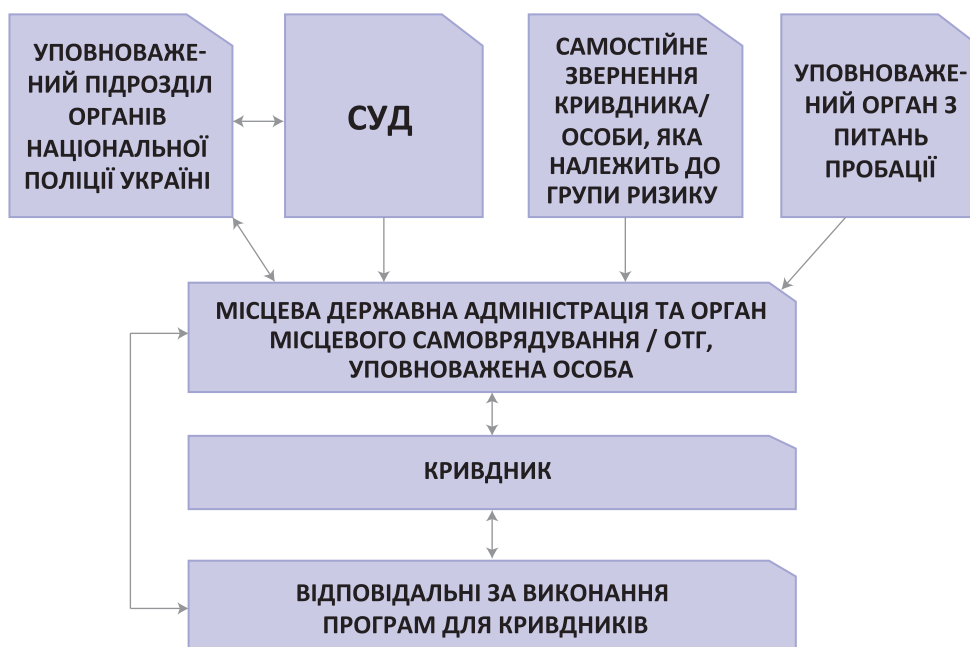 УПОВНОВАЖЕ-
НИЙ ПІДРОЗДІЛ
ОРГАНІВ
НАЦІОНАЛЬНОЇ
ПОЛІЦІЇ УКРАЇНІ
СУД
САМОСТІЙНЕ
ЗВЕРНЕННЯ
КРИВДНИКА/
ОСОБИ, ЯКА
НАЛЕЖИТЬ ДО
ГРУПИ РИЗИКУ
УПОВНОВАЖЕ-
НИЙ ОРГАН З
ПИТАНЬ
ПРОБАЦІЇ
МІСЦЕВА ДЕРЖАВНА АДМІНІСТРАЦІЯ ТА ОРГАН
МІСЦЕВОГО САМОВРЯДУВАННЯ / ОТГ,
УПОВНОВАЖЕНА ОСОБА
КРИВДНИК
ВІДПОВІДАЛЬНІ ЗА ВИКОНАННЯ
ПРОГРАМ ДЛЯ КРИВДНИКІВ